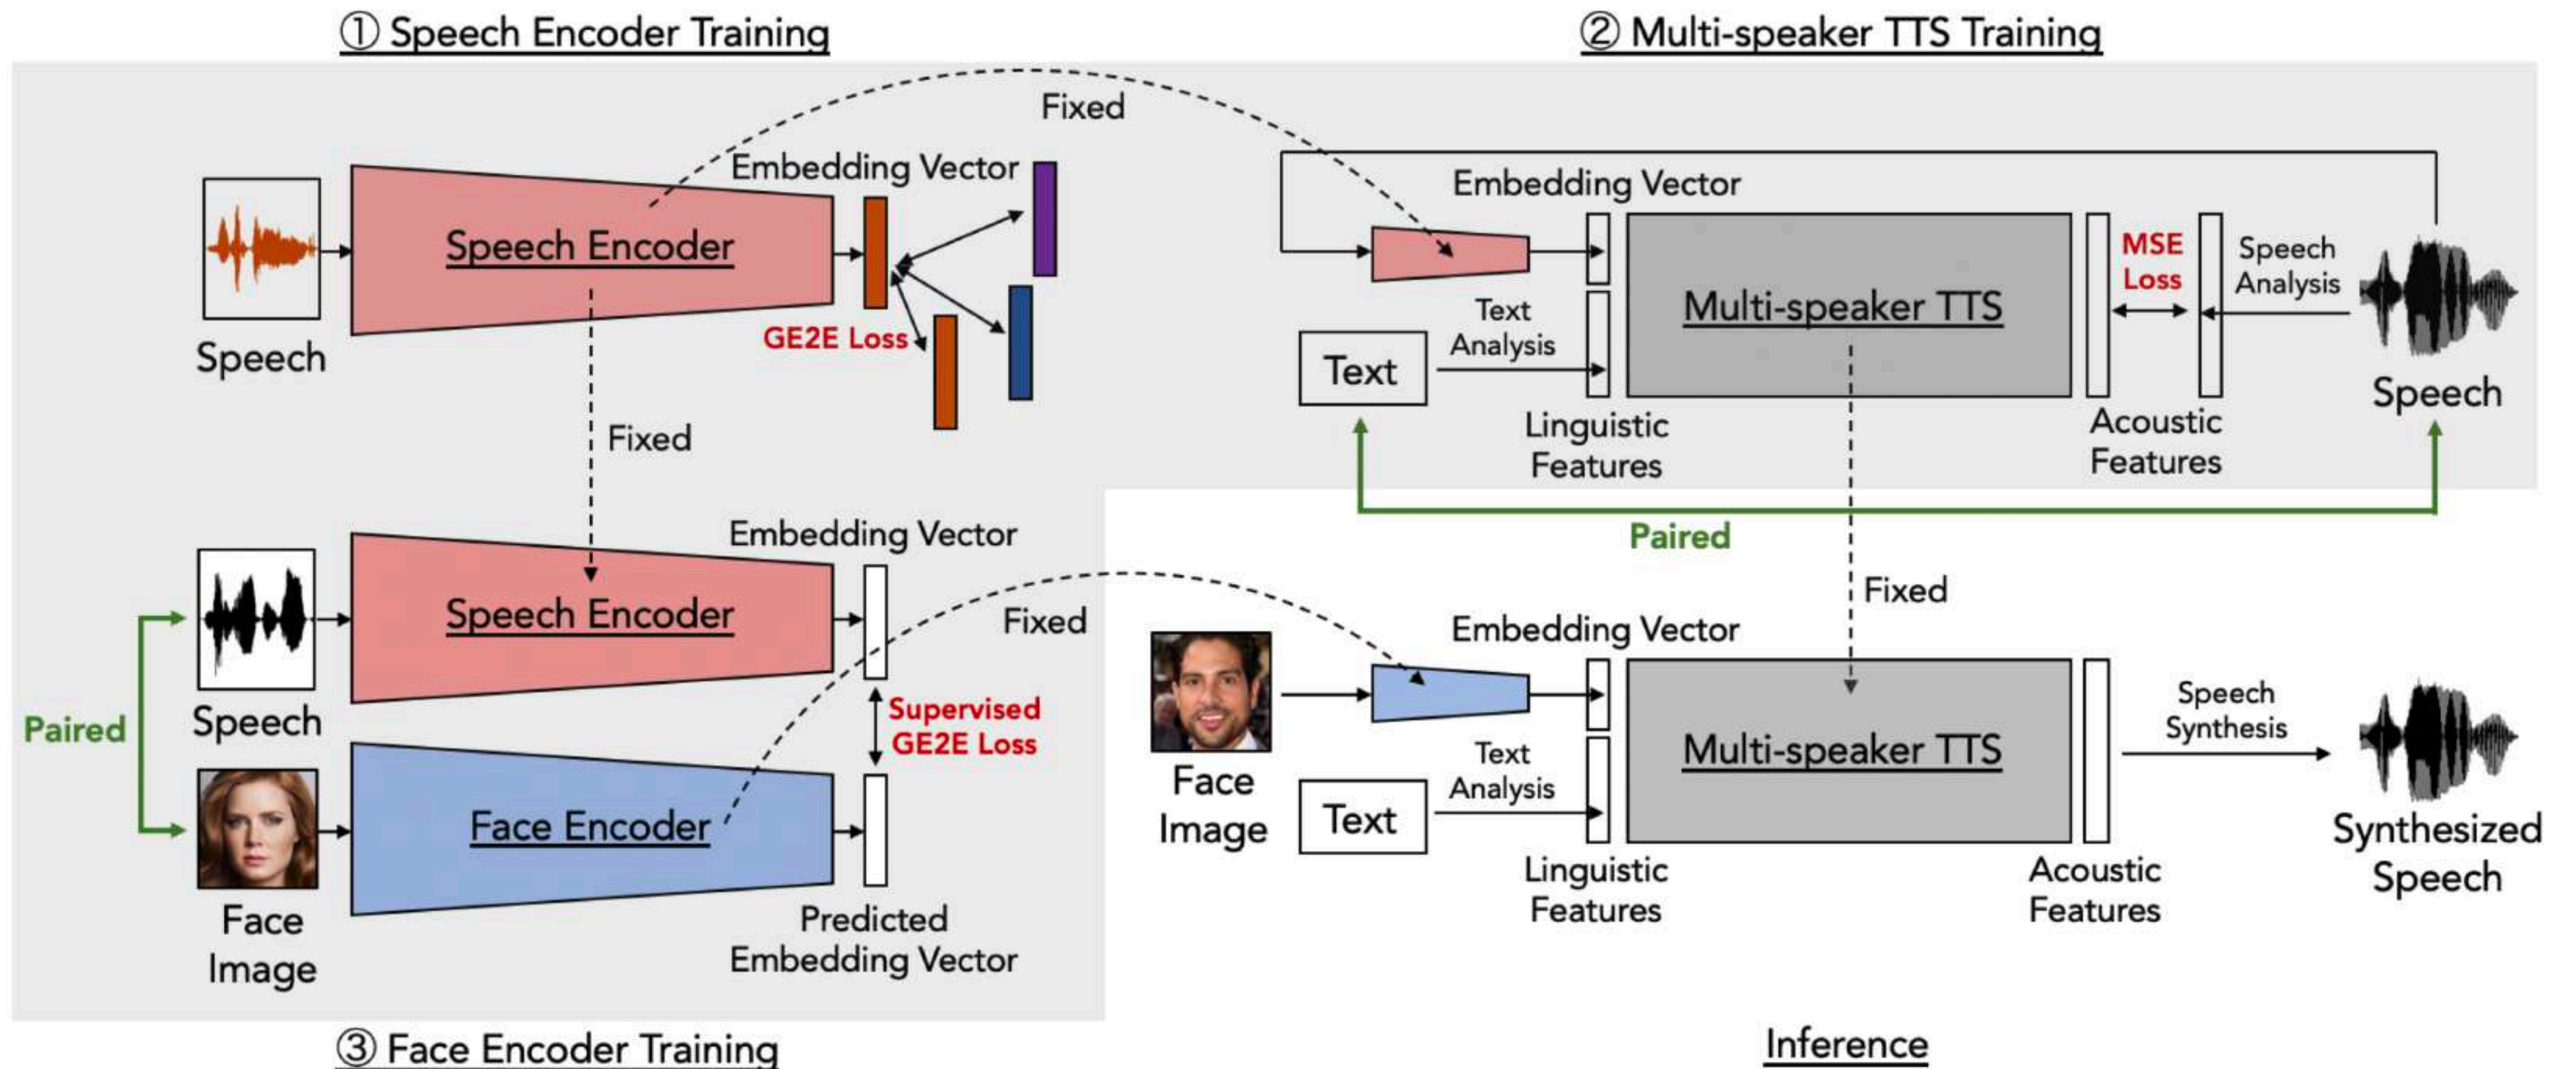 ① Speech Encoder Training
② Multi-speaker TTS Training
Fixed
Embedding Vector
Speech Encoder
GE2E Loss
Speech
Fixed
Embedding Vector
Multi-speaker TTS
MSE
Loss
Speech
Analysis
Text
Analysis
Text
Linguistic
Features
Acoustic
Features
Speech
Paired
Fixed
Embedding Vector
Speech Encoder
Speech
Paired
Supervised
GE2E Loss
Face Encoder
Face
Image
Predicted
Embedding Vector
Fixed
③ Face Encoder Training
Embedding Vector
Face
Image
Text
Analysis
Text
Multi-speaker TTS
Linguistic
Features
Acoustic
Features
Speech
Synthesis
Synthesized
Speech
Inference